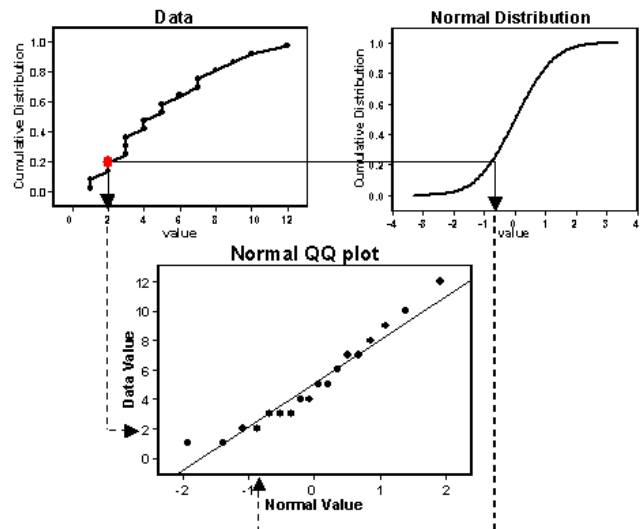 Data
Cumulative Distribution
1.0
0.8
0.6
0.4
0.2
0.0
0 2 4 6 8 10 12
value
Normal Distribution
Cumulative Distribution
1.0
0.8
0.6
0.4
0.2
0.0
-4 -3 -2 -1 0 1 2 3 4
value
Normal QQ plot
Data Value
12
10
8
6
4
2
0
-2 -1 0 1 2
Normal Value